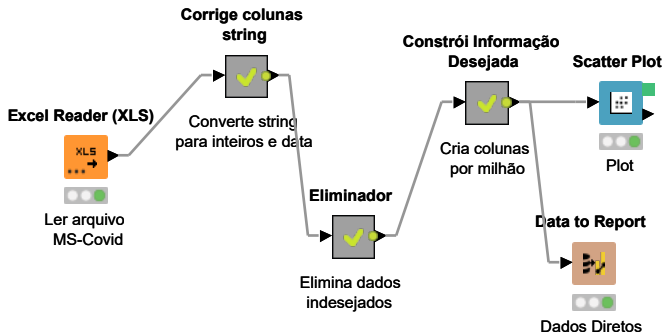 Corrige colunas
string
Converte string
para inteiros e data
Excel Reader (XLS)
XLS
Ler arquivo
MS-Covid
Eliminador
Elimina dados
indesejados
Constrói Informação
Desejada
Cria colunas
por milhão
Scatter Plot
Plot
Data to Report
Dados Diretos